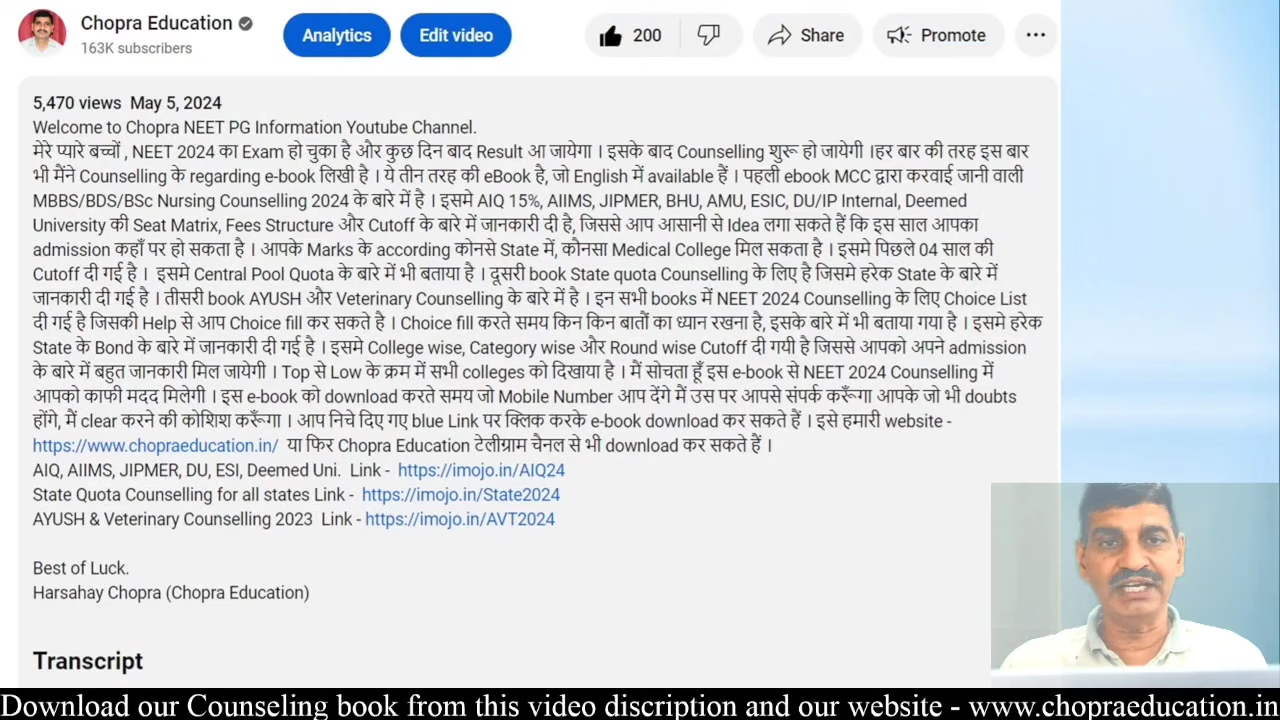 Chopra Education
163K subscribers
Analytics
Edit video
200
Share
Promote
5,470 views May 5, 2024
Welcome to Chopra NEET PG Information Youtube Channel.
मेरे प्यारे बच्चों , NEET 2024 का Exam हो चुका है और कुछ दिन बाद Result आ जायेगा । इसके बाद Counselling शुरू हो जायेगी ।हर बार की तरह इस बार
भी मैंने Counselling के regarding e-book लिखी है । ये तीन तरह की eBook है, जो English में available हैं । पहली ebook MCC द्वारा करवाई जानी वाली
MBBS/BDS/BSc Nursing Counselling 2024 के बारे में है । इसमे AIQ 15%, AIIMS, JIPMER, BHU, AMU, ESIC, DU/IP Internal, Deemed
University की Seat Matrix, Fees Structure और Cutoff के बारे में जानकारी दी है, जिससे आप आसानी से Idea लगा सकते हैं कि इस साल आपका
admission कहाँ पर हो सकता है । आपके Marks के according कोनसे State में, कौनसा Medical College मिल सकता है । इसमे पिछले 04 साल की
Cutoff दी गई है । इसमे Central Pool Quota के बारे में भी बताया है । दूसरी book State quota Counselling के लिए है जिसमे हरेक State के बारे में
जानकारी दी गई है । तीसरी book AYUSH और Veterinary Counselling के बारे में है । इन सभी books में NEET 2024 Counselling के लिए Choice List
दी गई है जिसकी Help से आप Choice fill कर सकते है । Choice fill करते समय किन किन बातों का ध्यान रखना है, इसके बारे में भी बताया गया है । इसमे हरेक
State के Bond के बारे में जानकारी दी गई है । इसमे College wise, Category wise और Round wise Cutoff दी गयी है जिससे आपको अपने admission
के बारे में बहुत जानकारी मिल जायेगी । Top से Low के क्रम में सभी colleges को दिखाया है । मैं सोचता हूँ इस e-book से NEET 2024 Counselling में
आपको काफी मदद मिलेगी । इस e-book को download करते समय जो Mobile Number आप देंगे मैं उस पर आपसे संपर्क करूँगा आपके जो भी doubts
होंगे, मैं clear करने की कोशिश करूँगा । आप निचे दिए गए blue Link पर क्लिक करके e-book download कर सकते हैं । इसे हमारी website -
https://www.chopraeducation.in/ या फिर Chopra Education टेलीग्राम चैनल से भी download कर सकते हैं ।
AIQ, AIIMS, JIPMER, DU, ESI, Deemed Uni. Link - https://imojo.in/AIQ24
State Quota Counselling for all states Link - https://imojo.in/State2024
AYUSH & Veterinary Counselling 2023 Link - https://imojo.in/AVT2024
Best of Luck.
Harsahay Chopra (Chopra Education)
Transcript
Download our Counseling book from this video discription and our website - www.chopraeducation.in